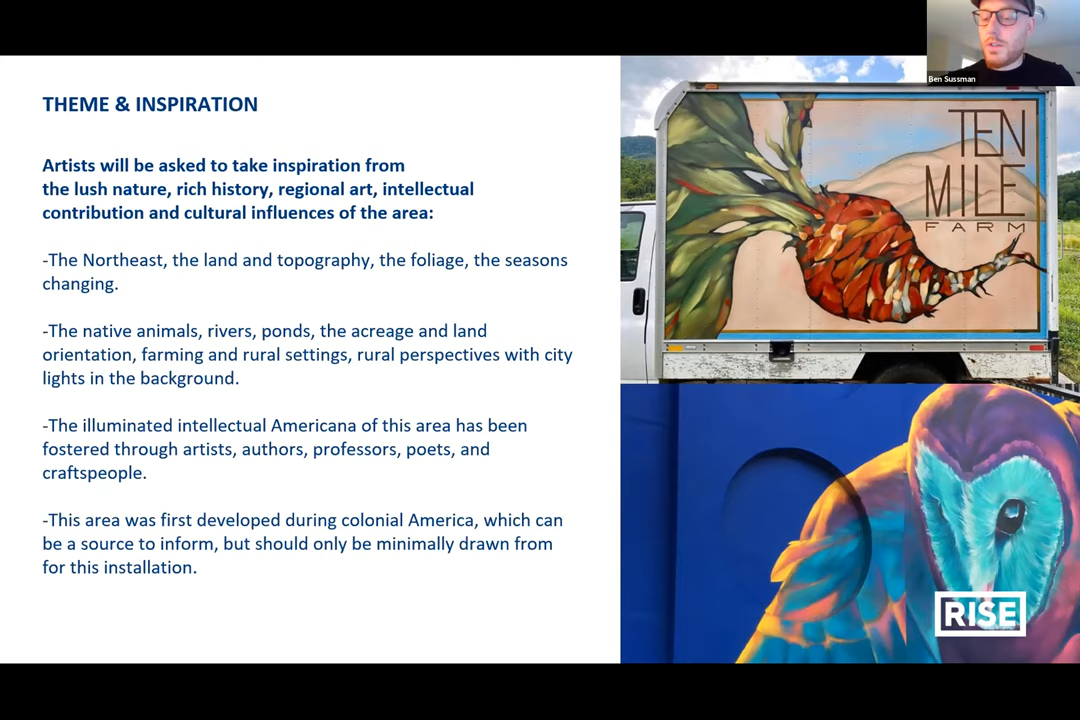 Ben Sussman
THEME & INSPIRATION
Artists will be asked to take inspiration from
the lush nature, rich history, regional art, intellectual
contribution and cultural influences of the area:
-The Northeast, the land and topography, the foliage, the seasons
changing.
-The native animals, rivers, ponds, the acreage and land
orientation, farming and rural settings, rural perspectives with city
lights in the background.
-The illuminated intellectual Americana of this area has been
fostered through artists, authors, professors, poets, and
craftspeople.
-This area was first developed during colonial America, which can
be a source to inform, but should only be minimally drawn from
for this installation.
TEN
MILE
FARM
RISE